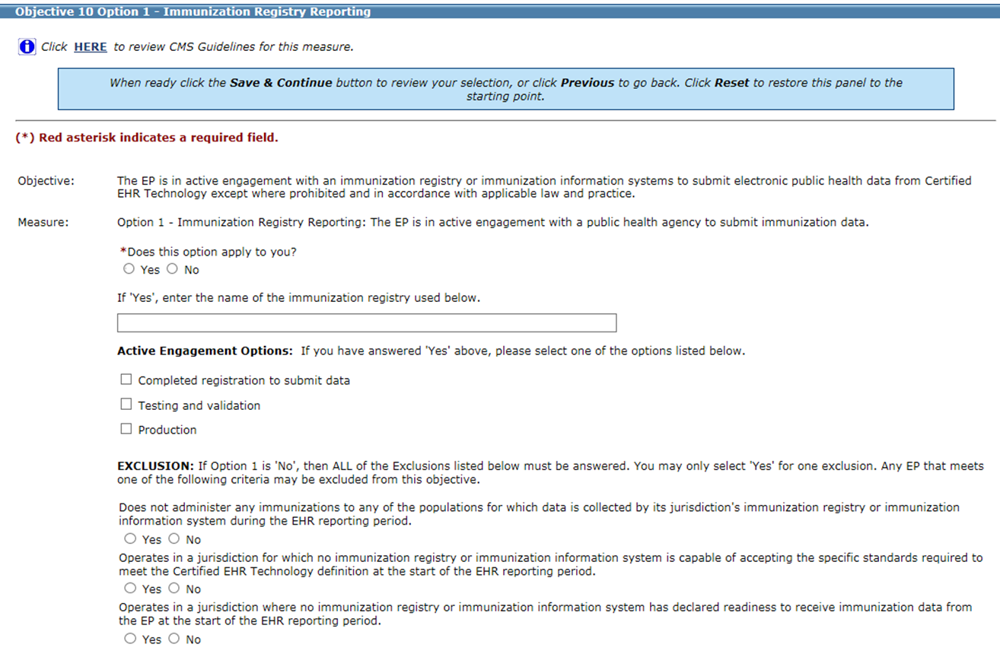 Objective 10 Option 1 - Immunization Registry Reporting
Click HERE to review CMS Guidelines for this measure.
When ready click the Save & Continue button to review your selection, or click Previous to go back. Click Reset to restore this panel to the
starting point.
(*) Red asterisk indicates a required field.
Objective: The EP is in active engagement with an immunization registry or immunization information systems to submit electronic public health data from Certified
EHR Technology except where prohibited and in accordance with applicable law and practice.
Measure: Option 1 - Immunization Registry Reporting: The EP is in active engagement with a public health agency to submit immunization data.
*Does this option apply to you?
Yes No
If 'Yes', enter the name of the immunization registry used below.
Active Engagement Options: If you have answered 'Yes' above, please select one of the options listed below.
Completed registration to submit data
Testing and validation
Production
EXCLUSION: If Option 1 is 'No', then ALL of the Exclusions listed below must be answered. You may only select 'Yes' for one exclusion. Any EP that meets
one of the following criteria may be excluded from this objective.
Does not administer any immunizations to any of the populations for which data is collected by its jurisdiction's immunization registry or immunization
information system during the EHR reporting period.
Yes No
Operates in a jurisdiction for which no immunization registry or immunization information system is capable of accepting the specific standards required to
meet the Certified EHR Technology definition at the start of the EHR reporting period.
Yes No
Operates in a jurisdiction where no immunization registry or immunization information system has declared readiness to receive immunization data from
the EP at the start of the EHR reporting period.
Yes No